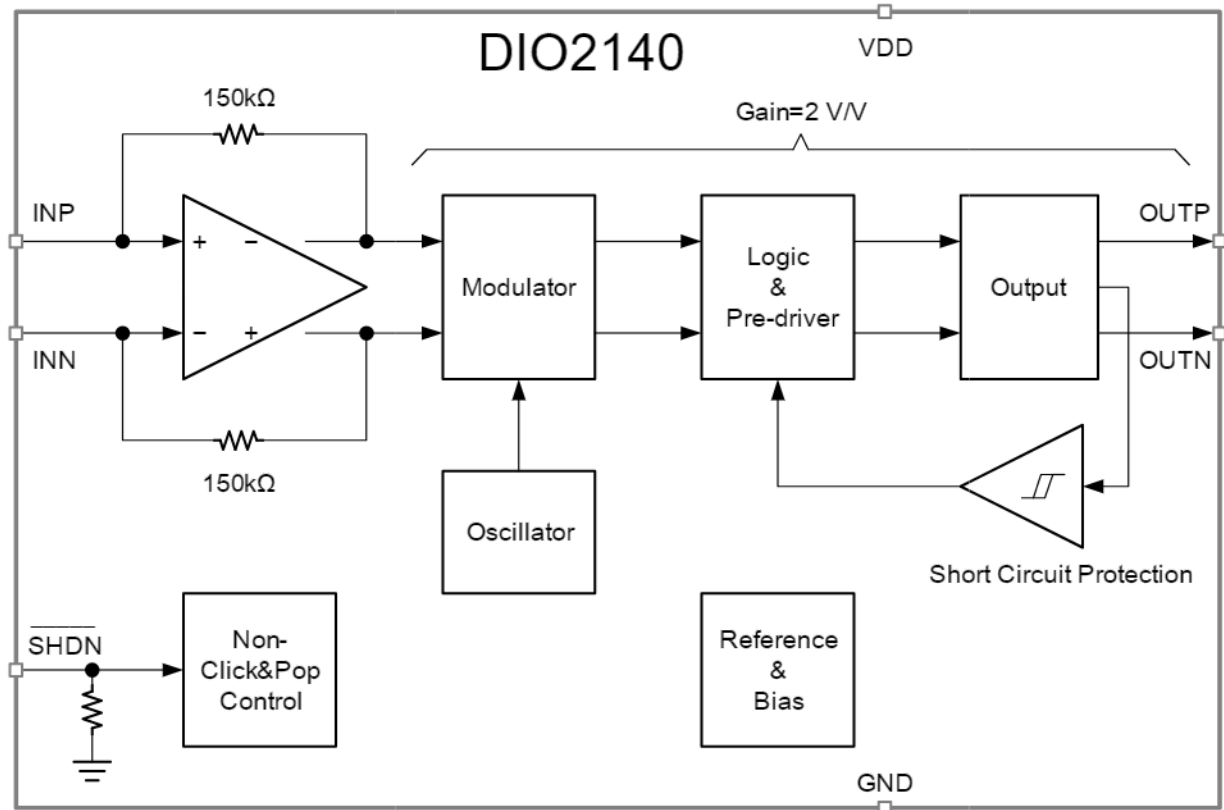 DIO2140
VDD
150kΩ
Gain=2 V/V
INP
+ −
OUTP
Modulator
Logic
&
Pre-driver
Output
− +
INN
OUTN
150kΩ
Oscillator
Short Circuit Protection
SHDN
Non-
Click&Pop
Control
Reference
&
Bias
GND